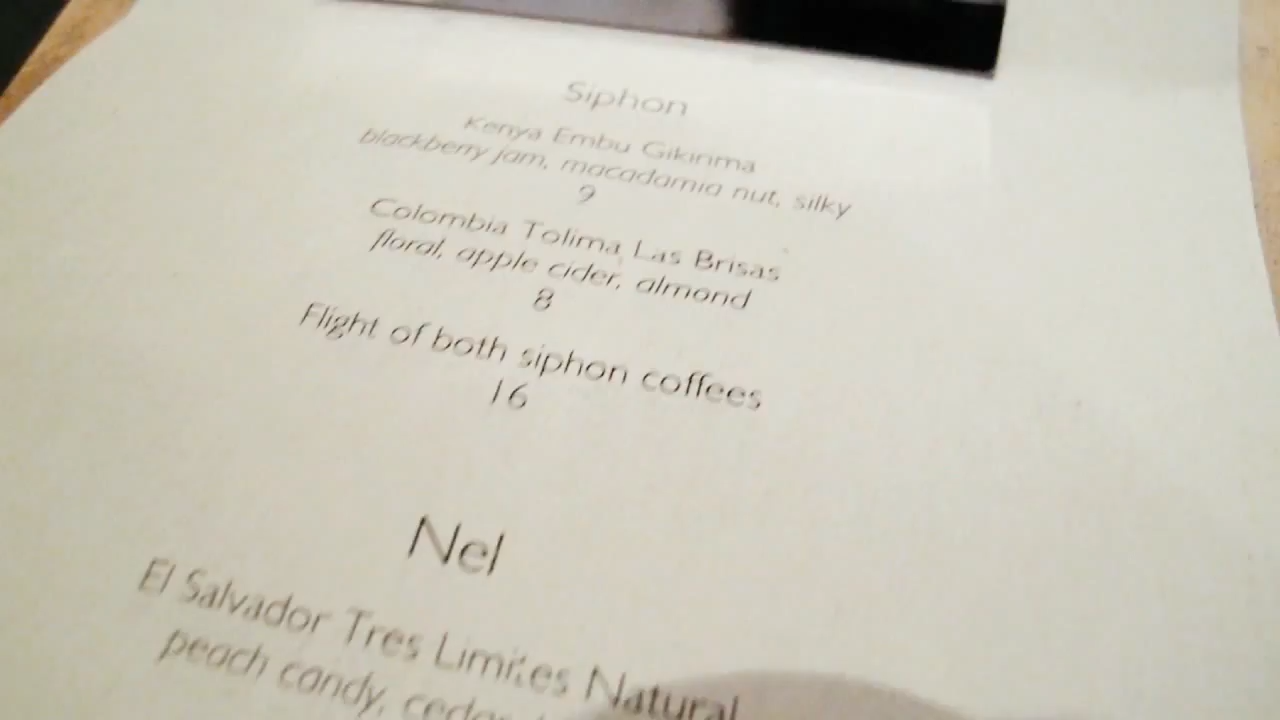 Siphon
Kenya Embu Gikirima
blackberry jam, macadamia nut, silky
9
Colombia Tolima Las Brisas
floral, apple cider, almond
8
Flight of both siphon coffees
16
Nel
El Salvador Tres Limites Natural
peach candy,